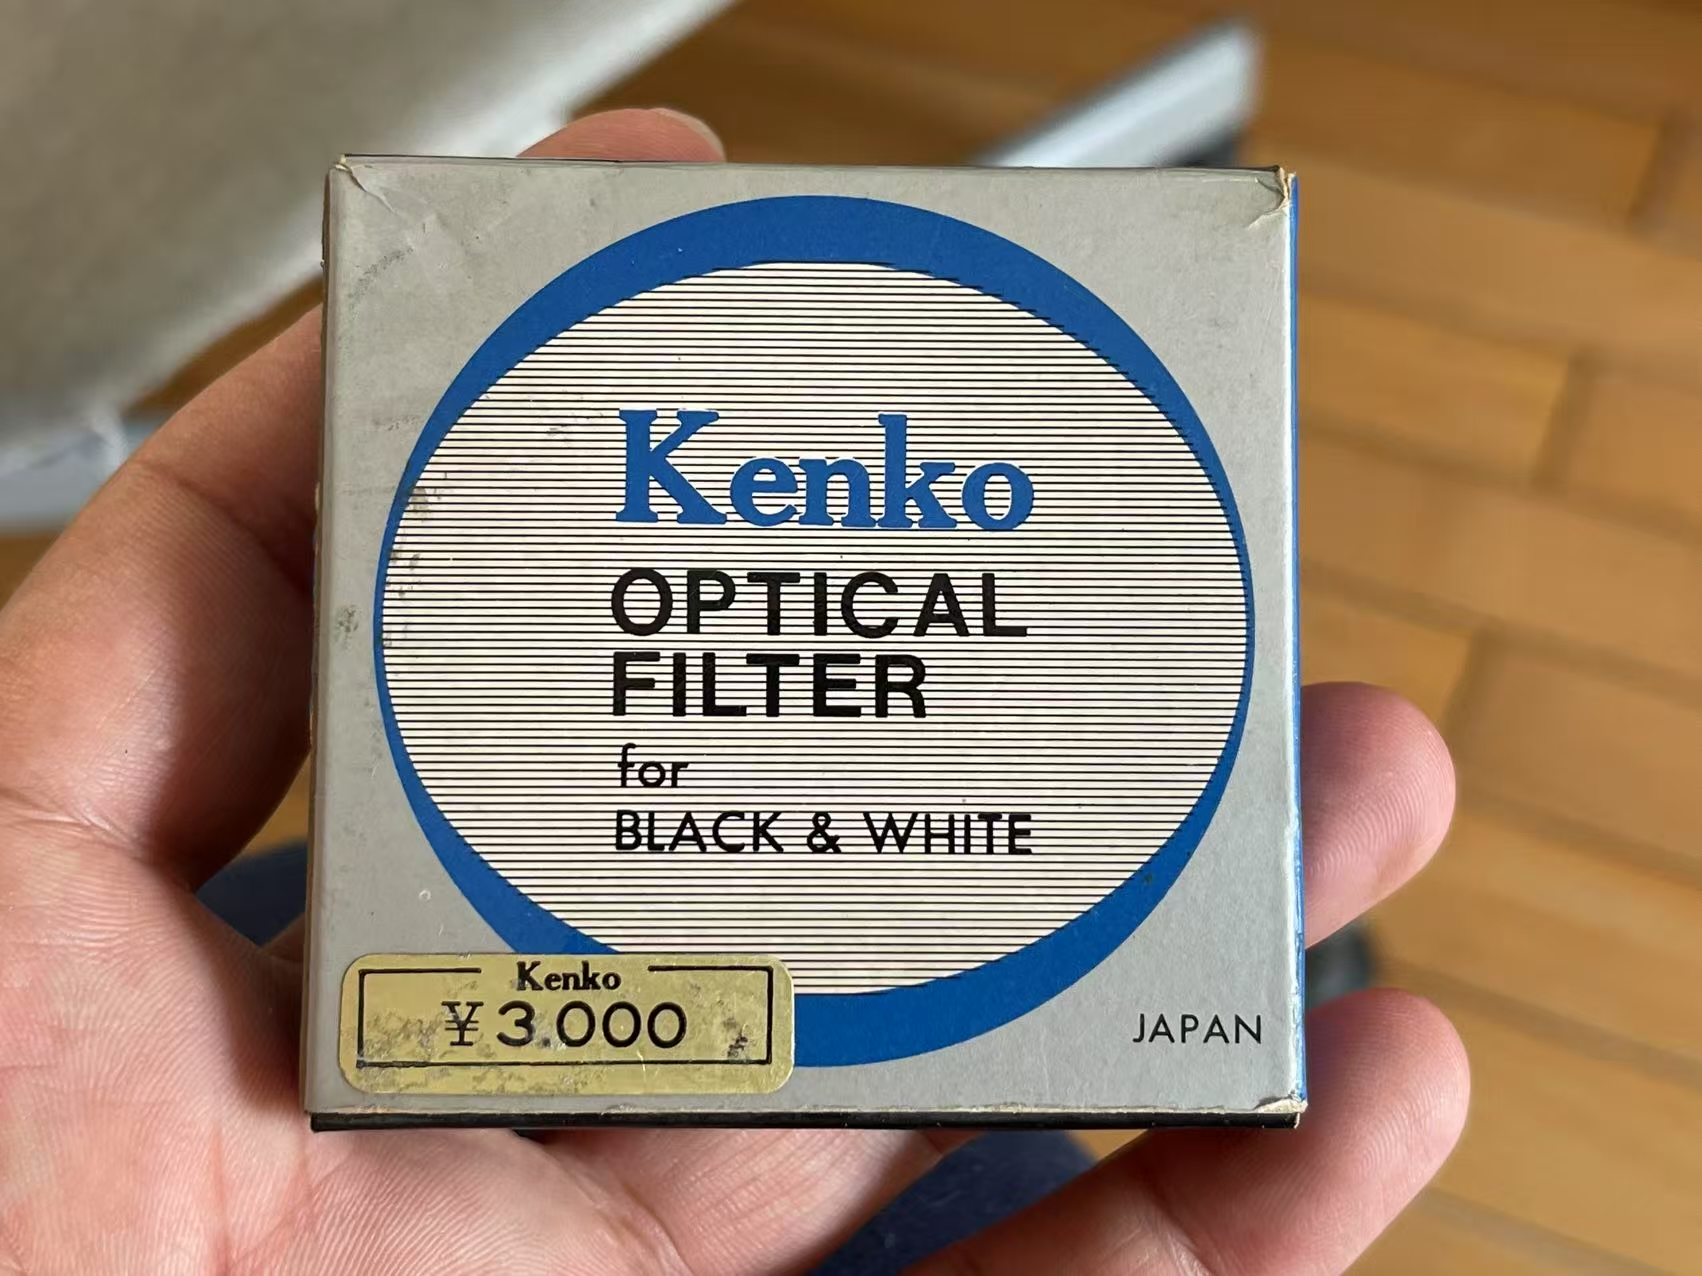 Kenko
OPTICAL
FILTER
for
BLACK & WHITE
Kenko
¥3.000
JAPAN